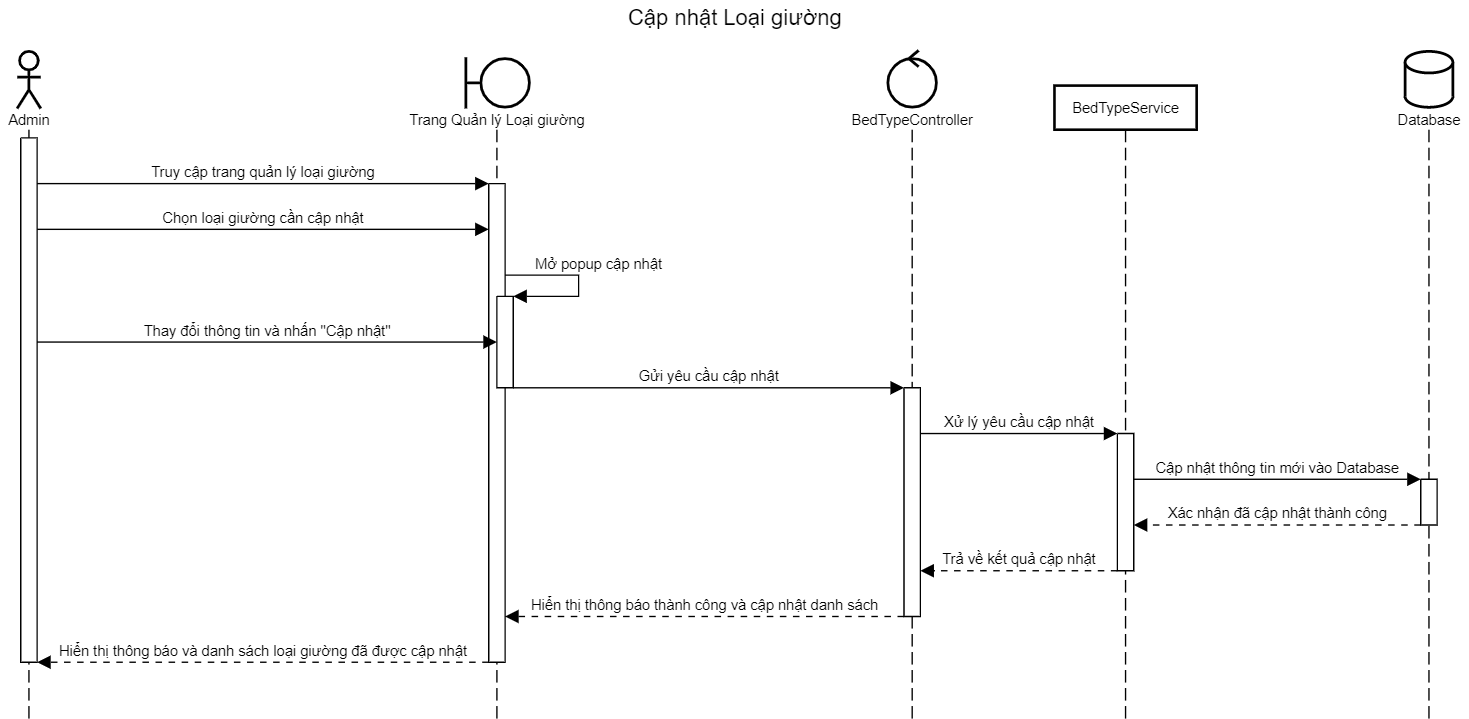 Cập nhật Loại giường
Admin
Trang Quản lý Loại giường
BedTypeController
BedTypeService
Database
Truy cập trang quản lý loại giường
Chọn loại giường cần cập nhật
Mở popup cập nhật
Thay đổi thông tin và nhấn "Cập nhật"
Gửi yêu cầu cập nhật
Xử lý yêu cầu cập nhật
Cập nhật thông tin mới vào Database
Xác nhận đã cập nhật thành công
Trả về kết quả cập nhật
Hiển thị thông báo thành công và cập nhật danh sách
Hiển thị thông báo và danh sách loại giường đã được cập nhật